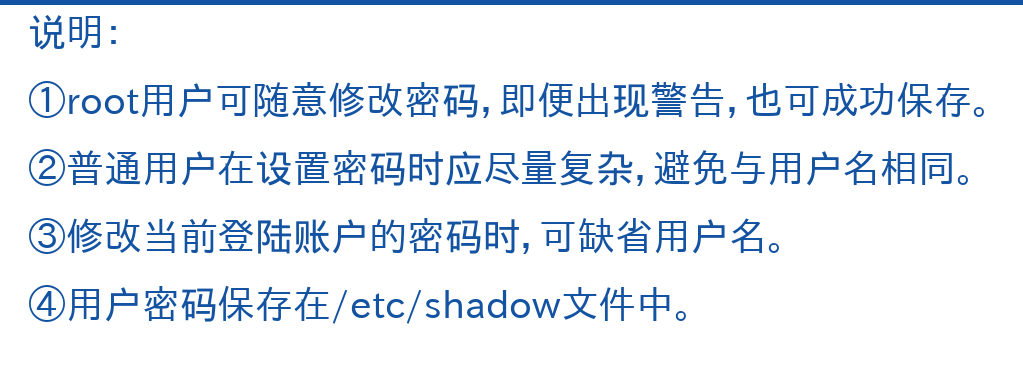 说明：
①root用户可随意修改密码，即便出现警告，也可成功保存。
②普通用户在设置密码时应尽量复杂，避免与用户名相同。
③修改当前登陆账户的密码时，可缺省用户名。
④用户密码保存在/etc/shadow文件中。